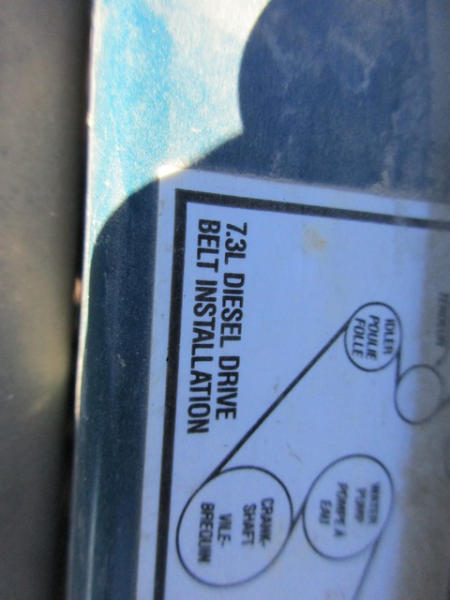 7.3L DIESEL DRIVE
BELT INSTALLATION
IDLER
POULIE
FOLLE
CRANK-
SHAFT
VILE-
BREQUIN
WATER
PUMP
POMPE À
EAU